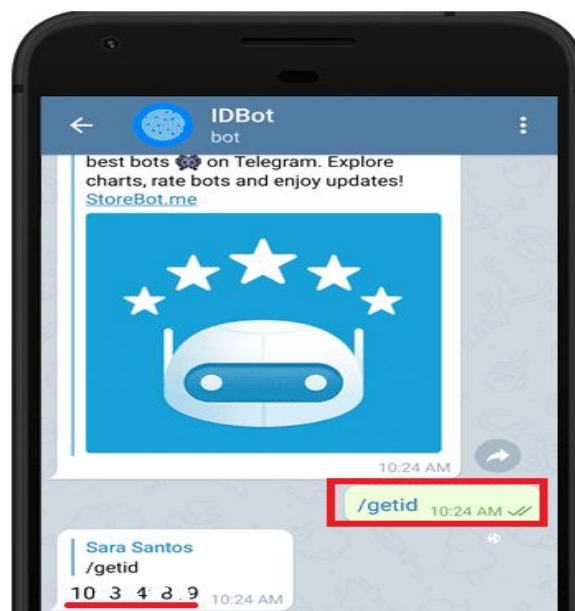 IDBot
bot
best bots on Telegram. Explore
charts, rate bots and enjoy updates!
StoreBot.me
10:24 AM
/getid 10:24 AM
Sara Santos
/getid
10:24 AM